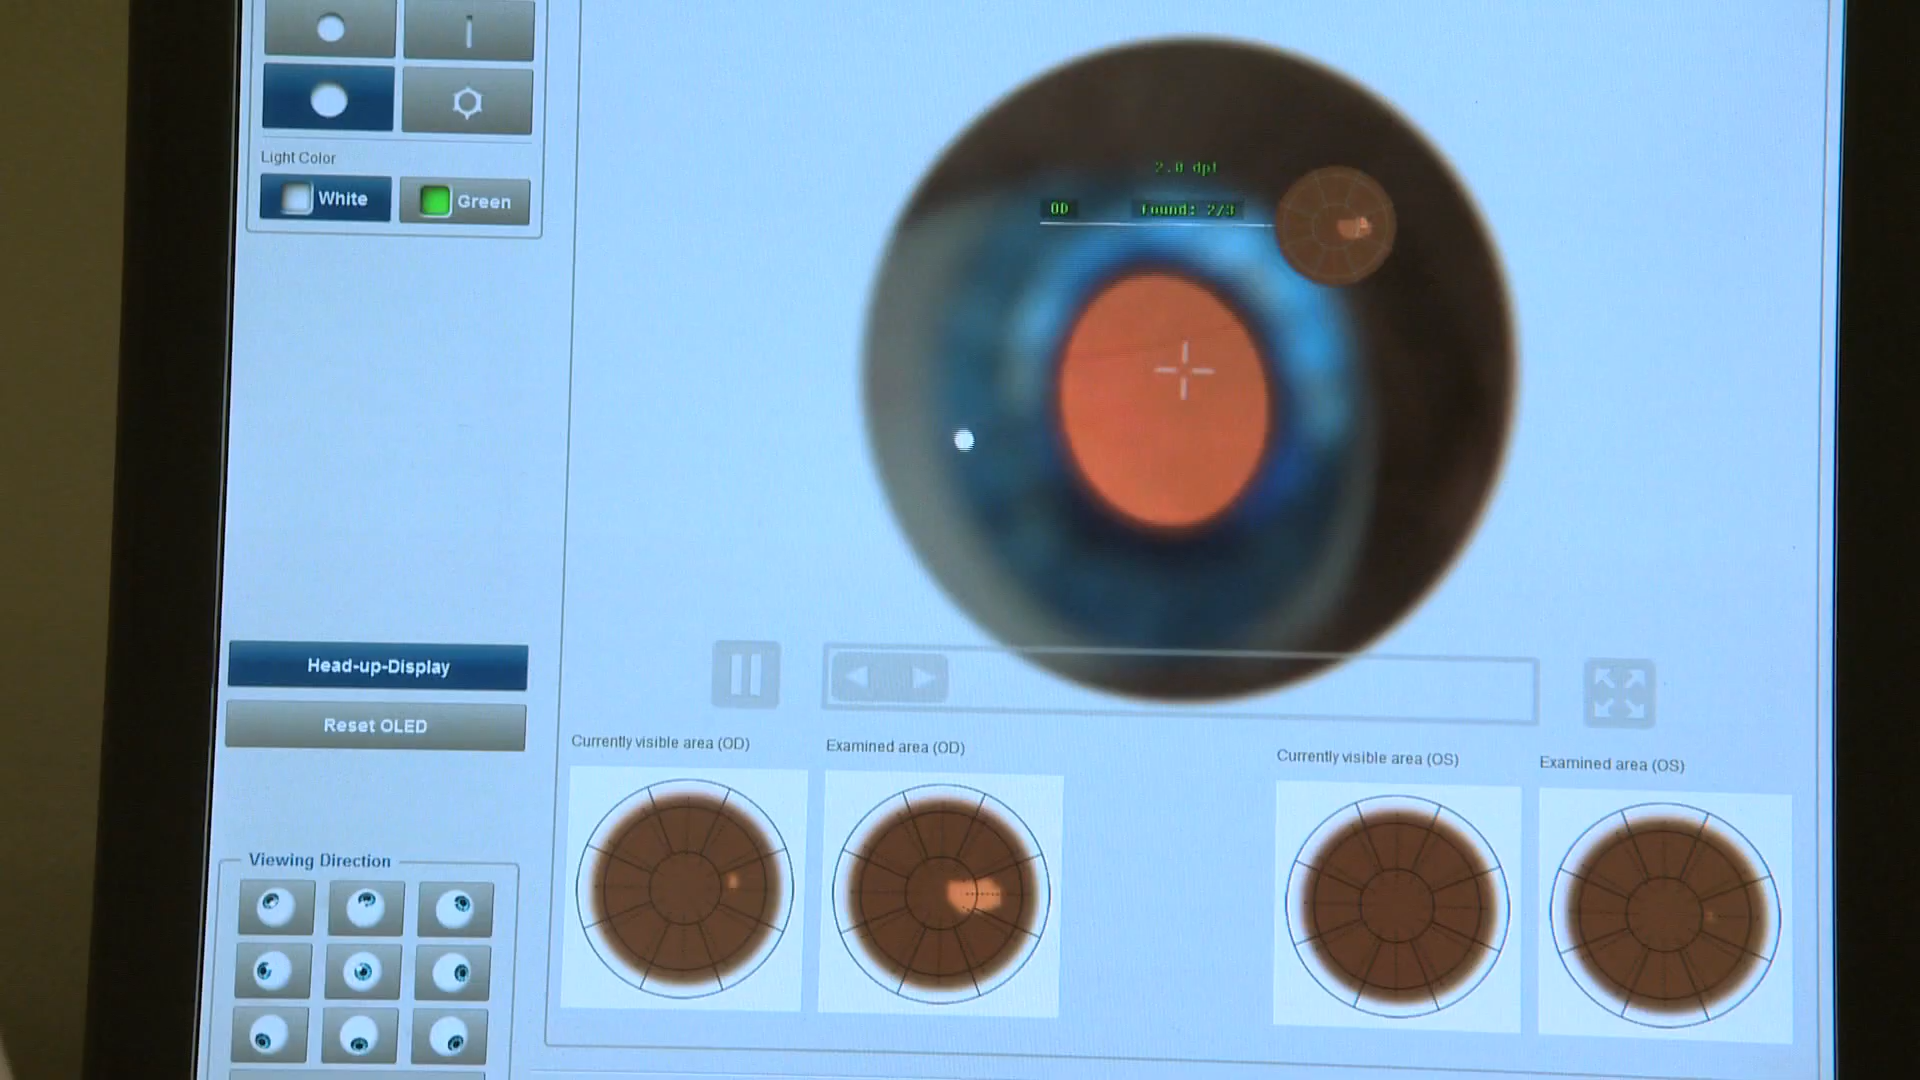 Light Color
White
Green
2.0 dpt
OD
Found: 2/3
Head-up-Display
Reset OLED
Currently visible area (OD)
Examined area (OD)
Currently visible area (OS)
Examined area (OS)
Viewing Direction